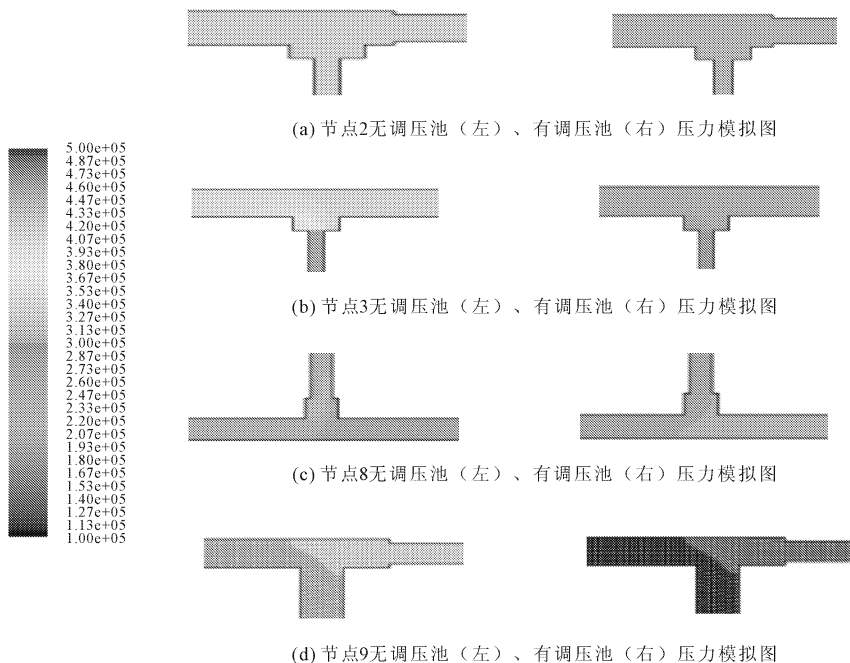 (a) 节点2无调压池（左）、有调压池（右）压力模拟图
5.00e+05
4.87e+05
4.73e+05
4.60e+05
4.47e+05
4.33e+05
4.20e+05
4.07e+05
3.93e+05
3.80e+05
3.67e+05
3.53e+05
3.40e+05
3.27e+05
3.13e+05
3.00e+05
2.87e+05
2.73e+05
2.60e+05
2.47e+05
2.33e+05
2.20e+05
2.07e+05
1.93e+05
1.80e+05
1.67e+05
1.53e+05
1.40e+05
1.27e+05
1.13e+05
1.00e+05
(b) 节点3无调压池（左）、有调压池（右）压力模拟图
(c) 节点8无调压池（左）、有调压池（右）压力模拟图
(d) 节点9无调压池（左）、有调压池（右）压力模拟图